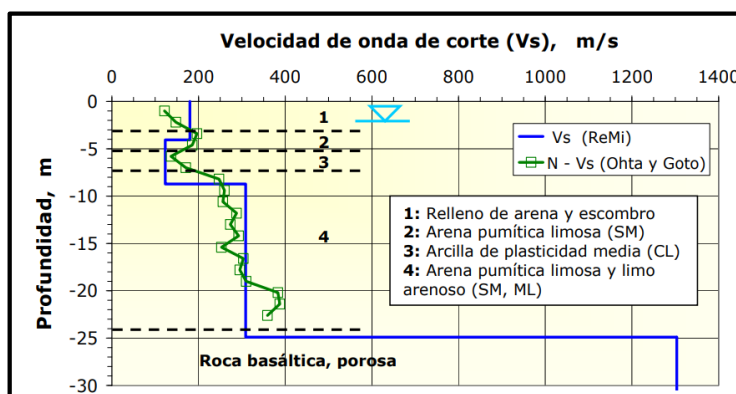 Velocidad de onda de corte (Vs), m/s
0 200 400 600 800 1000 1200 1400
Profundidad, m
0
-5
-10
-15
-20
-25
-30
1
2
3
4
Vs (ReMi)
N - Vs (Ohta y Goto)
1: Relleno de arena y escombro
2: Arena pumítica limosa (SM)
3: Arcilla de plasticidad media (CL)
4: Arena pumítica limosa y limo
arenoso (SM, ML)
Roca basáltica, porosa